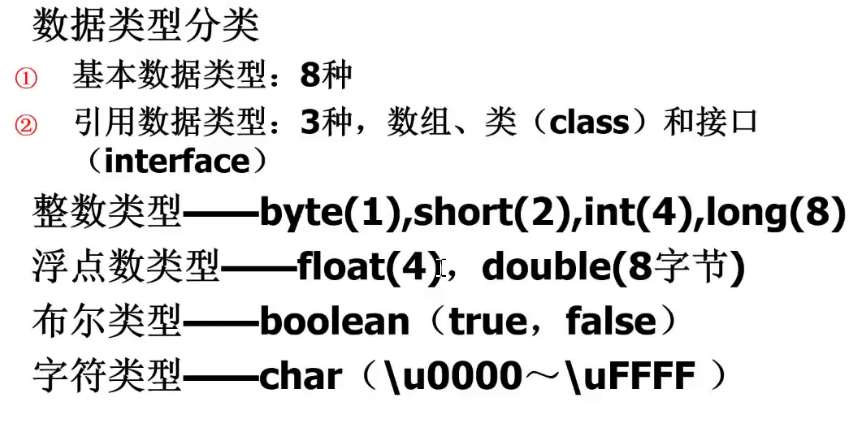 数据类型分类
① 基本数据类型：8种
② 引用数据类型：3种，数组、类（class）和接口
（interface）
整数类型——byte(1),short(2),int(4),long(8)
浮点数类型——float(4)，double(8字节)
布尔类型——boolean（true，false）
字符类型——char（\u0000～\uFFFF ）